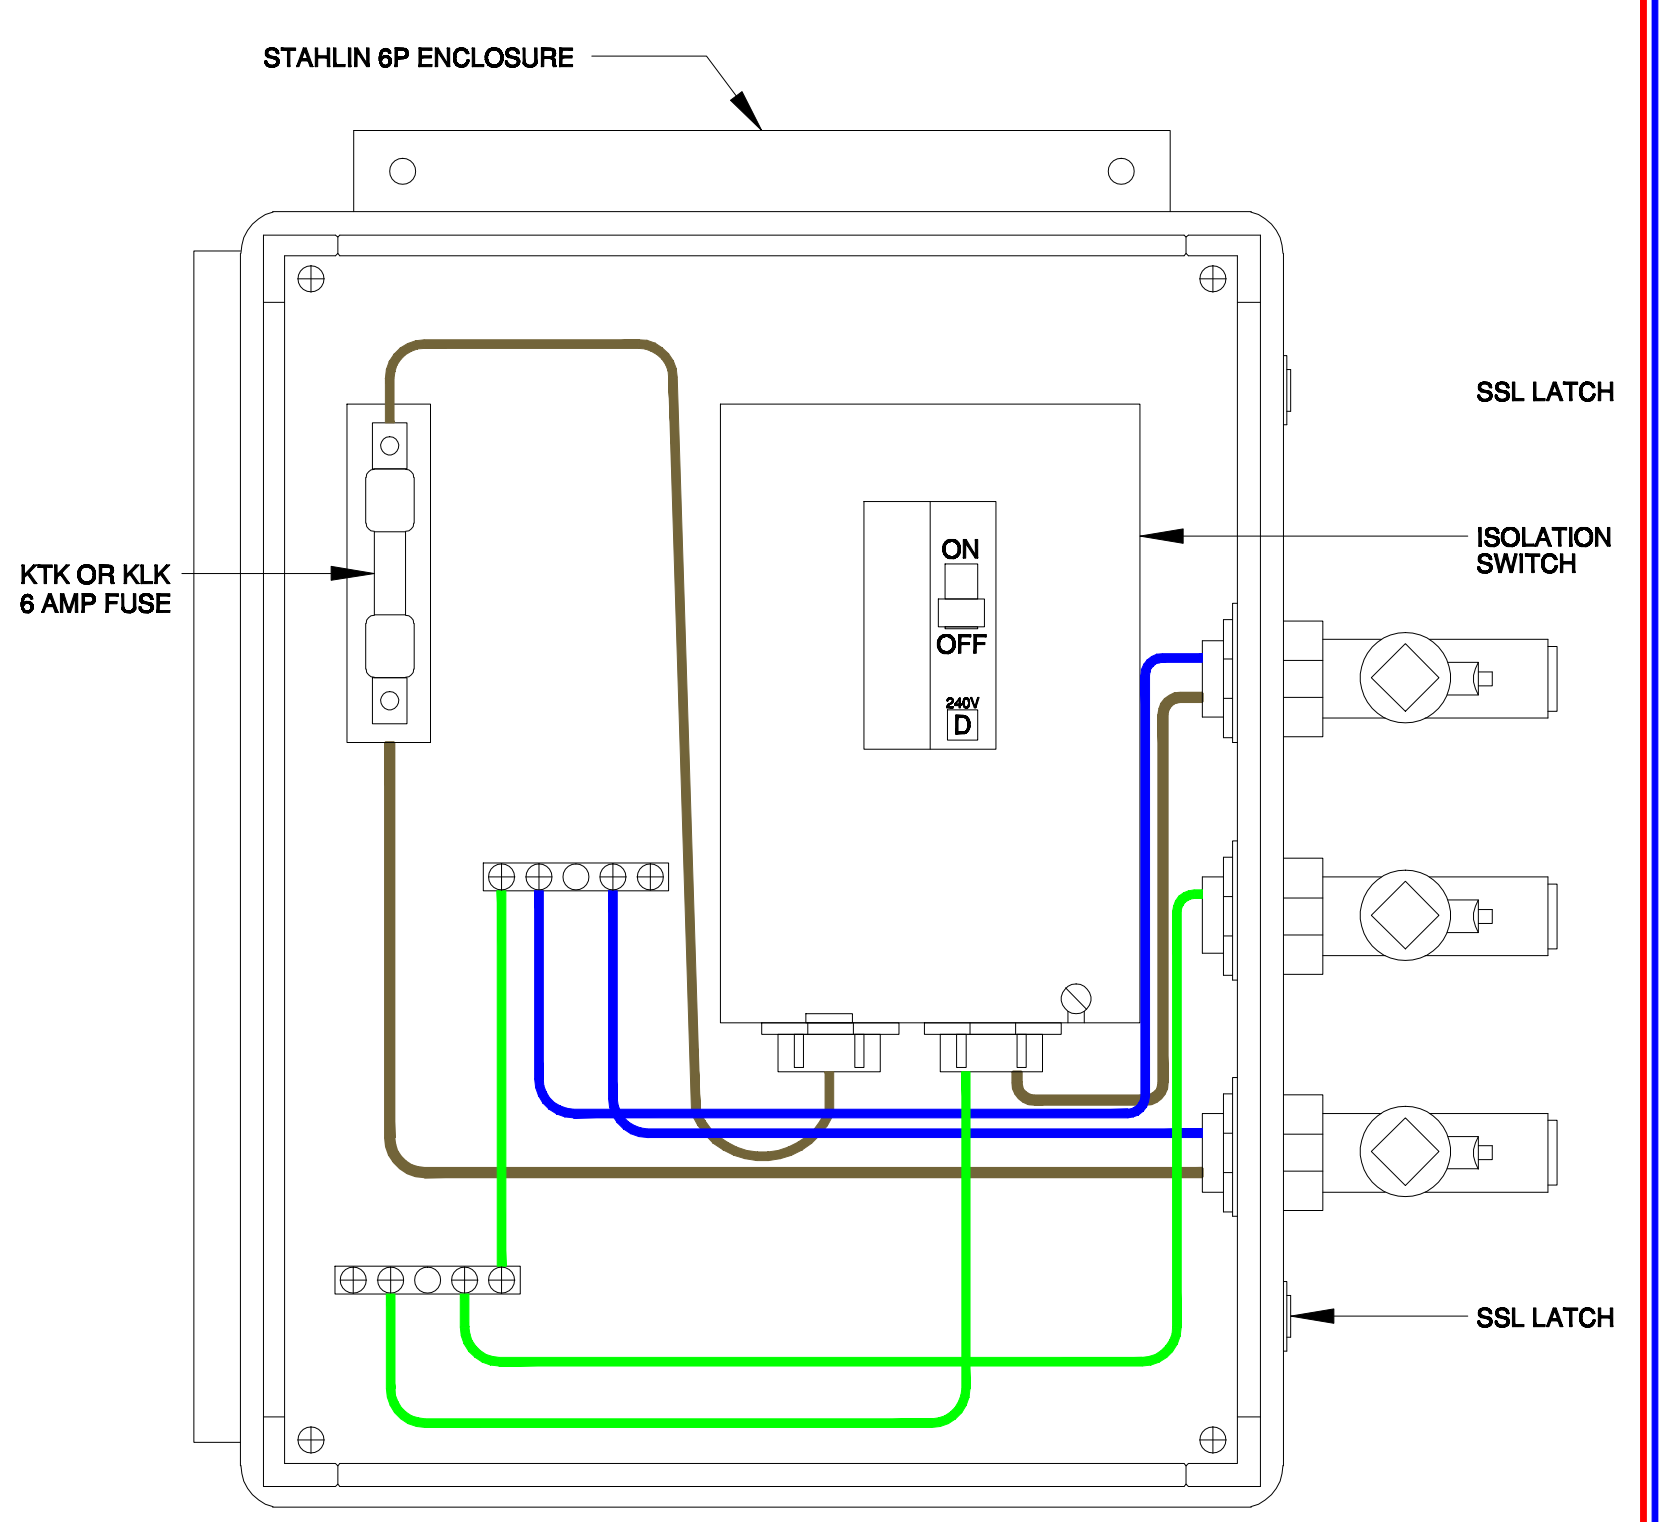 STAHLIN 6P ENCLOSURE
SSL LATCH
ISOLATION
SWITCH
ON
KTK OR KLK
6 AMP FUSE
OFF
240V
D
SSL LATCH